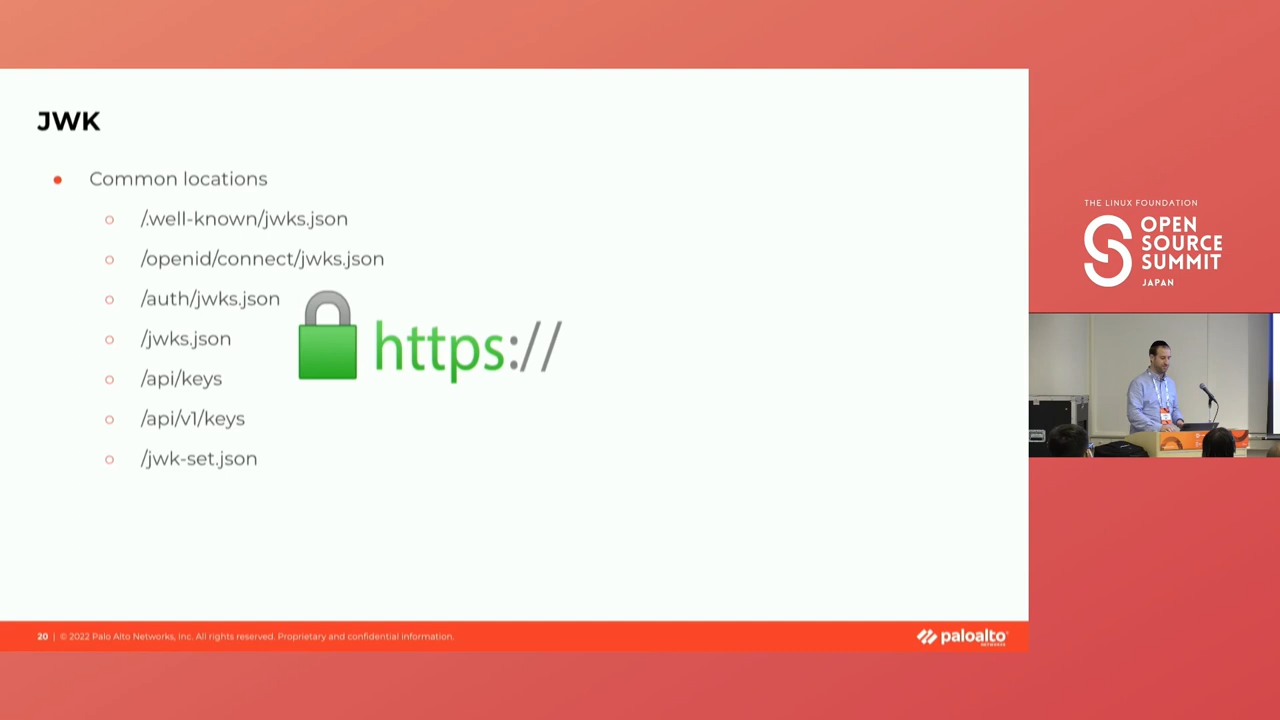 JWK
Common locations
/.well-known/jwks.json
/openid/connect/jwks.json
/auth/jwks.json
/jwks.json
/api/keys
/api/v1/keys
/jwk-set.json
https://
20 | © 2022 Palo Alto Networks, Inc. All rights reserved. Proprietary and confidential information.
paloalto
NETWORKS
THE LINUX FOUNDATION
OPEN
SOURCE
SUMMIT
JAPAN